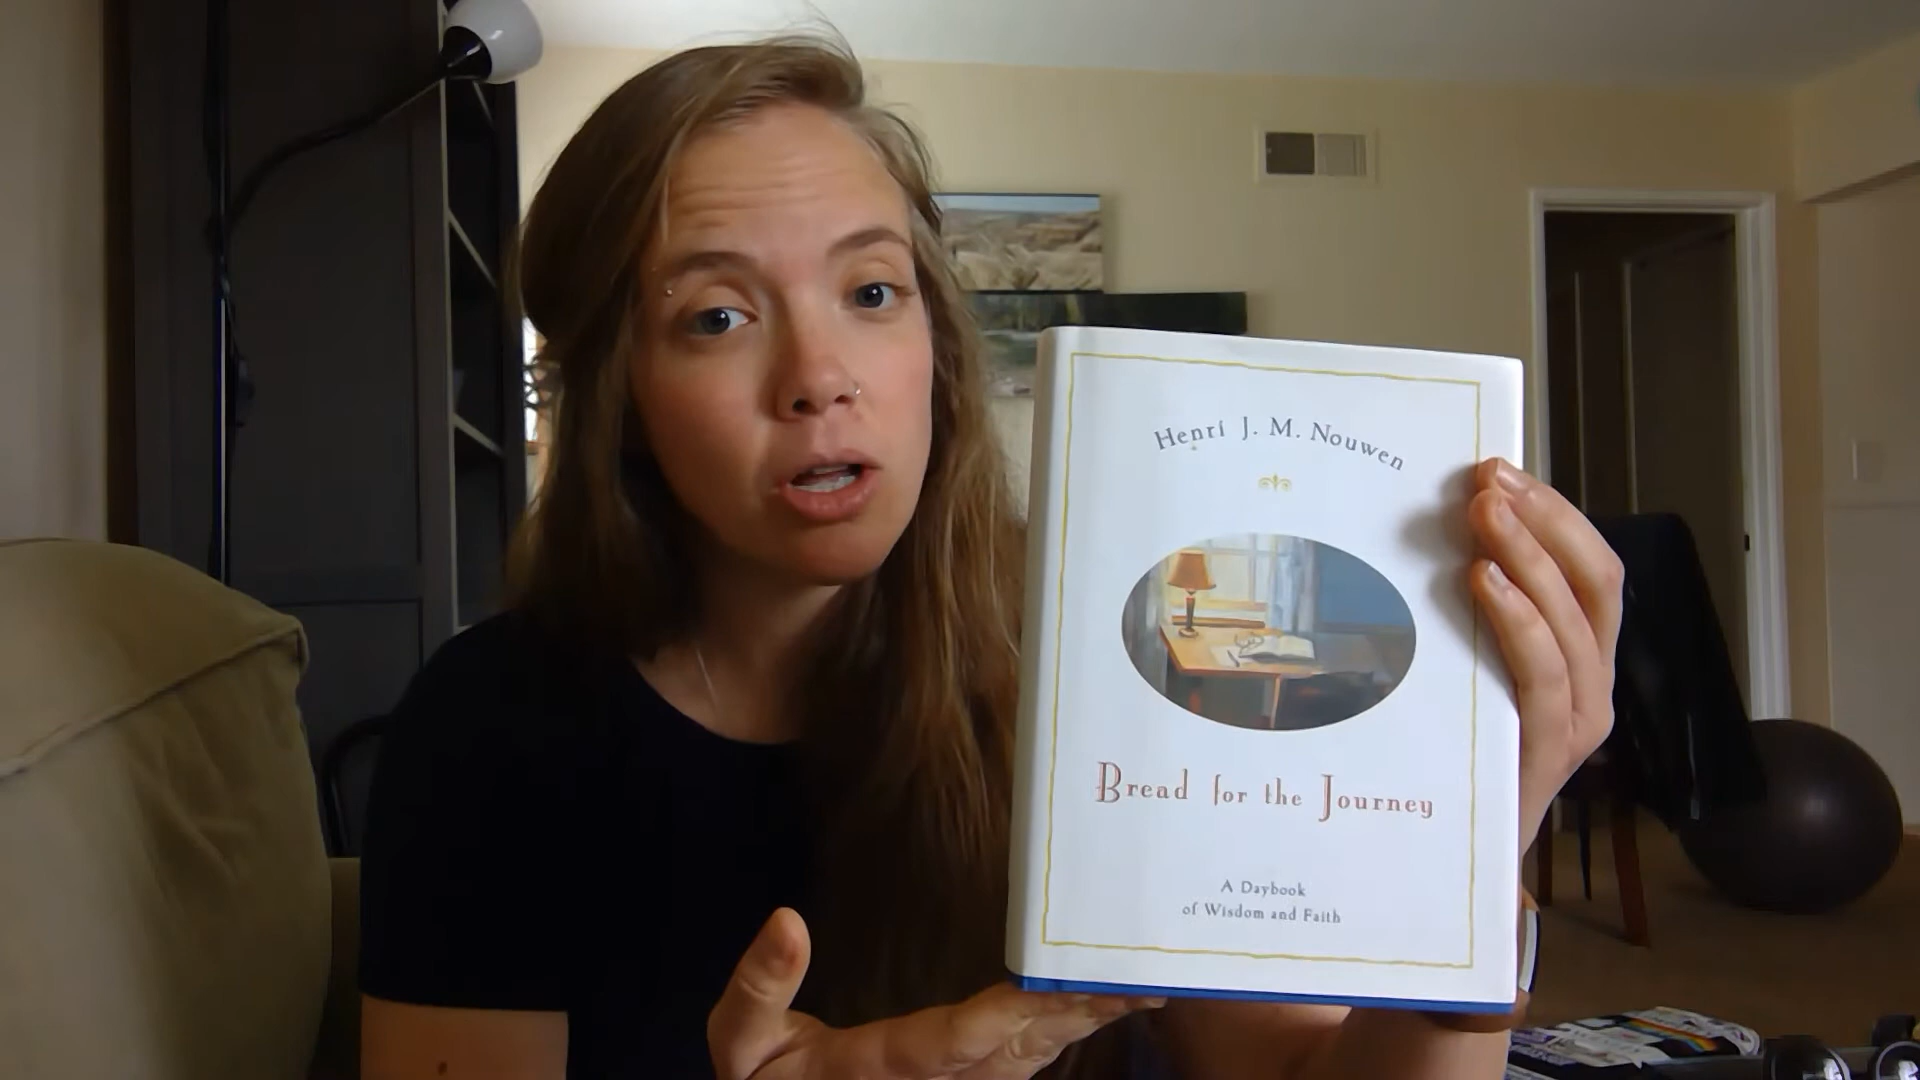 Henri J. M. Nouwen
Bread for the Journey
A Daybook
of Wisdom and Faith